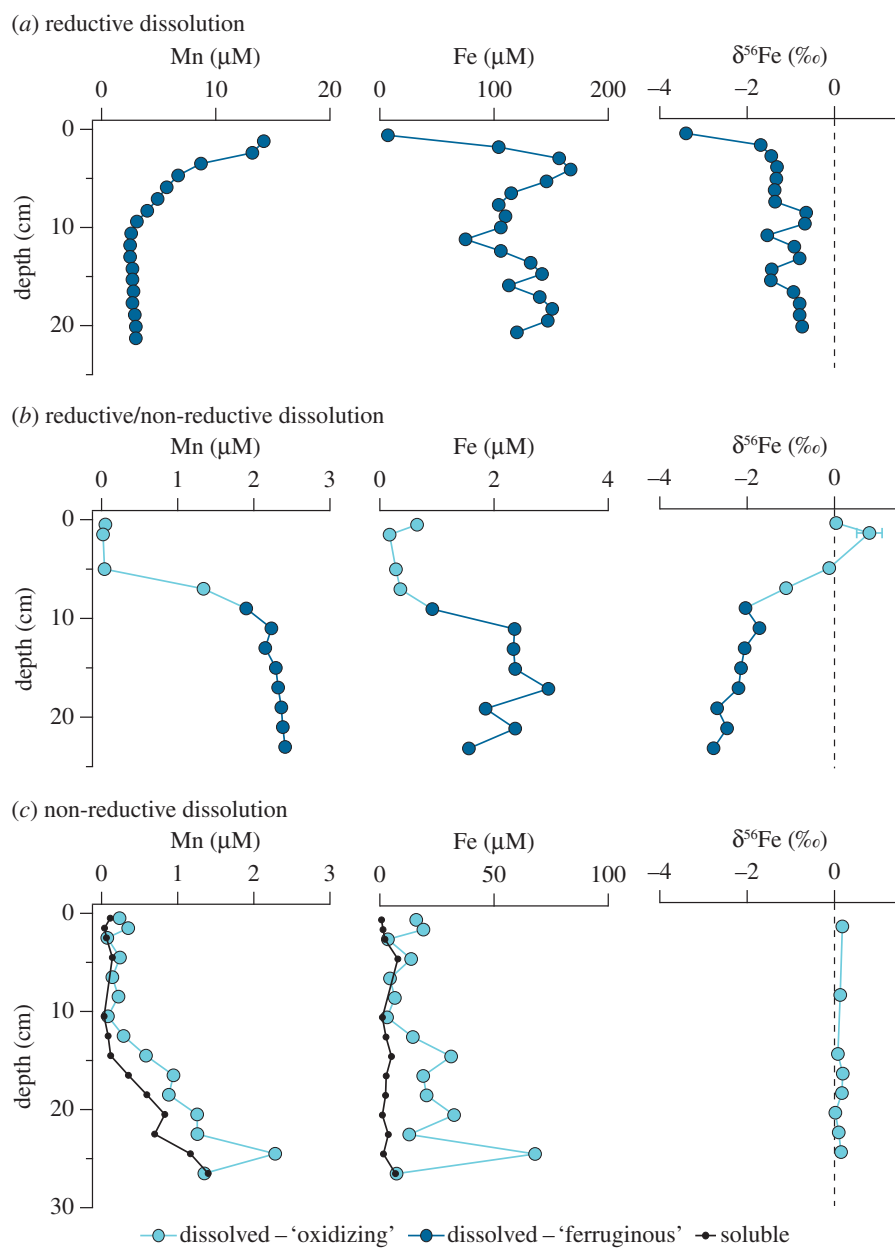 (a) reductive dissolution
Mn (μM) Fe (μM) δ⁵⁶Fe (‰)
0 10 20 0 100 200 –4 –2 0
0
10
20
depth (cm)
(b) reductive/non-reductive dissolution
Mn (μM) Fe (μM) δ⁵⁶Fe (‰)
0 1 2 3 0 2 4 –4 –2 0
0
10
20
depth (cm)
(c) non-reductive dissolution
Mn (μM) Fe (μM) δ⁵⁶Fe (‰)
0 1 2 3 0 50 100 –4 –2 0
0
10
20
30
depth (cm)
dissolved – ‘oxidizing’ dissolved – ‘ferruginous’ soluble